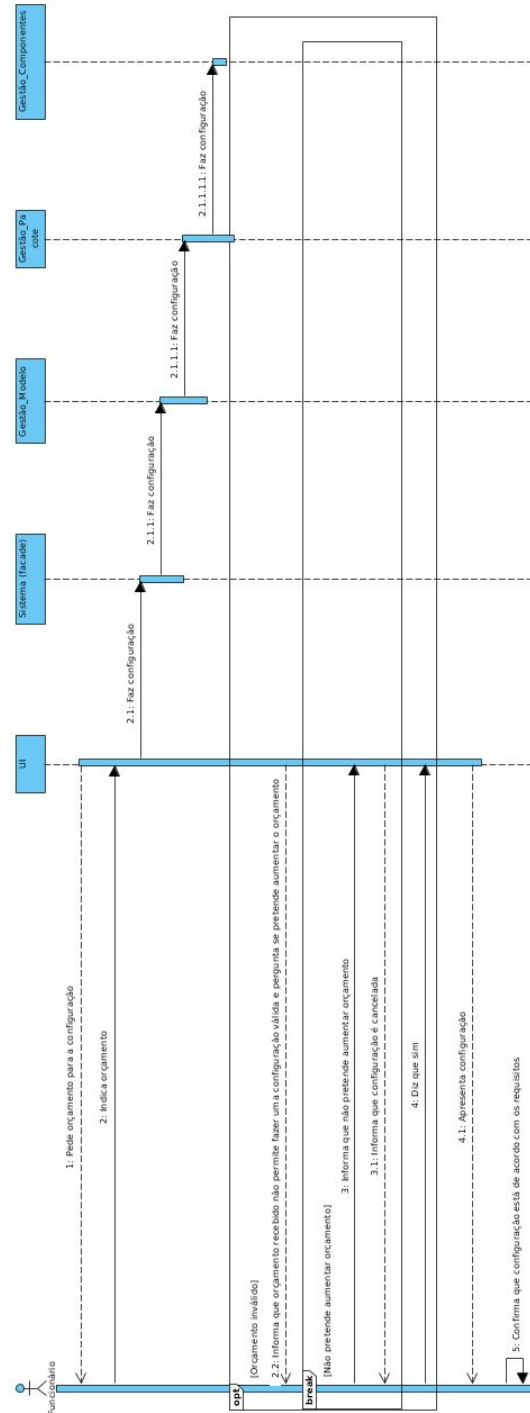 Funcionário
UI
Sistema (facade)
Gestão_Modelo
Gestão_Pa
cote
Gestão_Componentes
1: Pede orçamento para a configuração
2: Indica orçamento
2.1: Faz configuração
2.1.1: Faz configuração
2.1.1.1: Faz configuração
2.1.1.1.1: Faz configuração
opt
[Orçamento inválido]
2.2: Informa que orçamento recebido não permite fazer uma configuração válida e pergunta se pretende aumentar o orçamento
break
[Não pretende aumentar orçamento]
3: Informa que não pretende aumentar orçamento
3.1: Informa que configuração é cancelada
4: Diz que sim
4.1: Apresenta configuração
5: Confirma que configuração está de acordo com os requisitos